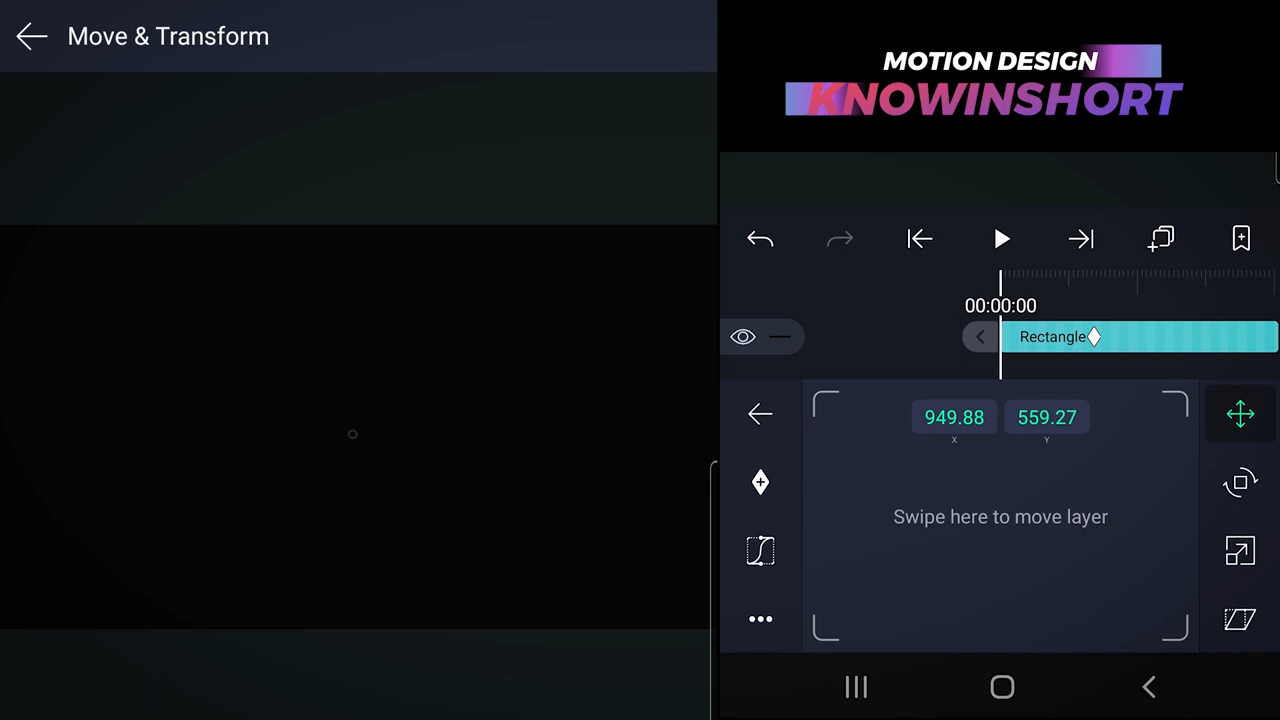 Move & Transform
MOTION DESIGN
KNOWINSHORT
00:00:00
Rectangle
949.88 559.27
X Y
Swipe here to move layer